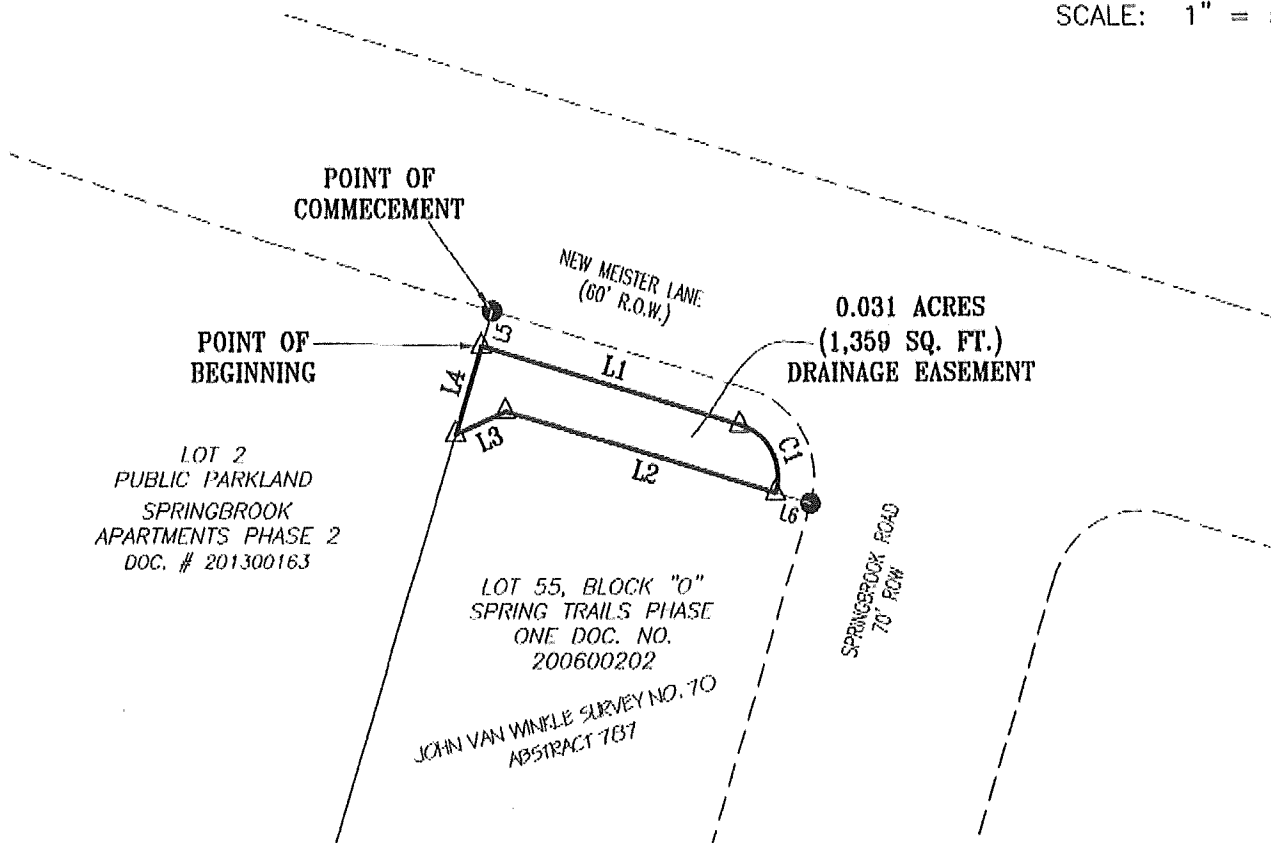 SCALE: 1" =
POINT OF
COMMECEMENT
NEW MEISTER LANE
(60' R.O.W.)
0.031 ACRES
(1,359 SQ. FT.)
DRAINAGE EASEMENT
POINT OF
BEGINNING
L5
L1
L4
L3
L2
C1
L6
LOT 2
PUBLIC PARKLAND
SPRINGBROOK
APARTMENTS PHASE 2
DOC. # 201300163
LOT 55, BLOCK "O"
SPRING TRAILS PHASE
ONE DOC. NO.
200600202
SPRINGBROOK ROAD
70' ROW
JOHN VAN WINKLE SURVEY NO. 70
ABSTRACT 787